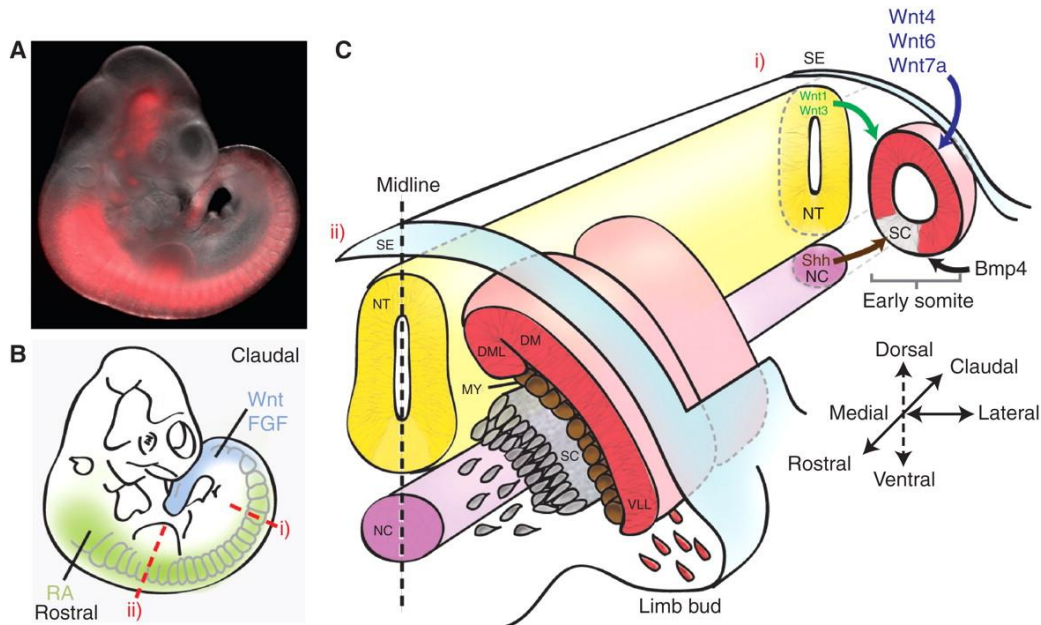 A
B
Claudal
Wnt
FGF
RA
Rostral
i)
ii)
C
i)
SE
Wnt4
Wnt6
Wnt7a
Wnt1
Wnt3
NT
SC
Shh
NC
Bmp4
Early somite
Midline
ii)
SE
NT
DML
DM
MY
SC
VLL
NC
Limb bud
Dorsal
Claudal
Medial
Lateral
Rostral
Ventral